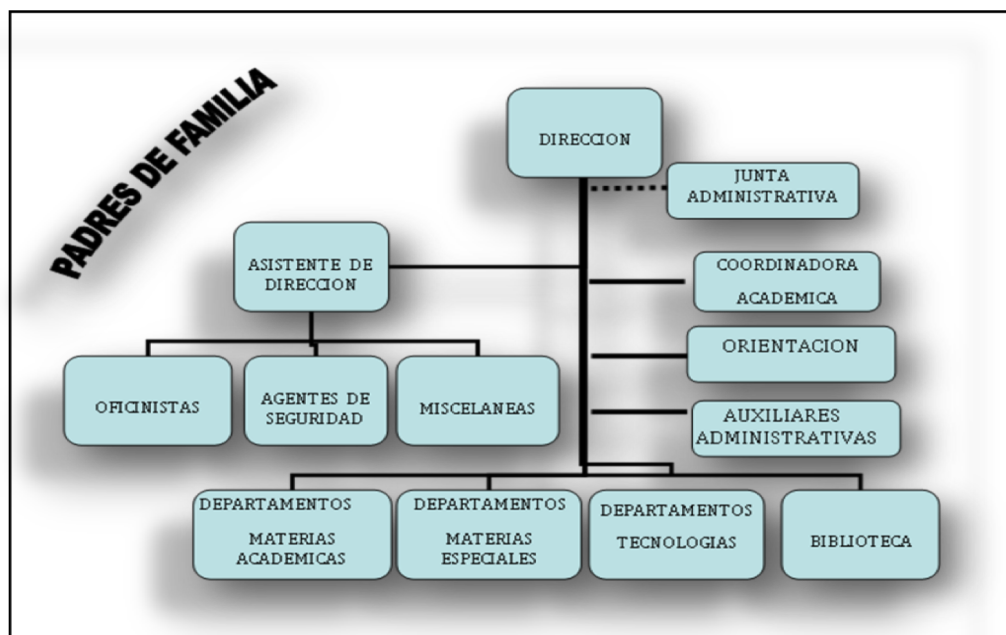 PADRES DE FAMILIA
DIRECCION
JUNTA
ADMINISTRATIVA
ASISTENTE DE
DIRECCION
COORDINADORA
ACADEMICA
ORIENTACION
OFICINISTAS
AGENTES DE
SEGURIDAD
MISCELANEAS
AUXILIARES
ADMINISTRATIVAS
DEPARTAMENTOS
MATERIAS
ACADEMICAS
DEPARTAMENTOS
MATERIAS
ESPECIALES
DEPARTAMENTOS
TECNOLOGIAS
BIBLIOTECA